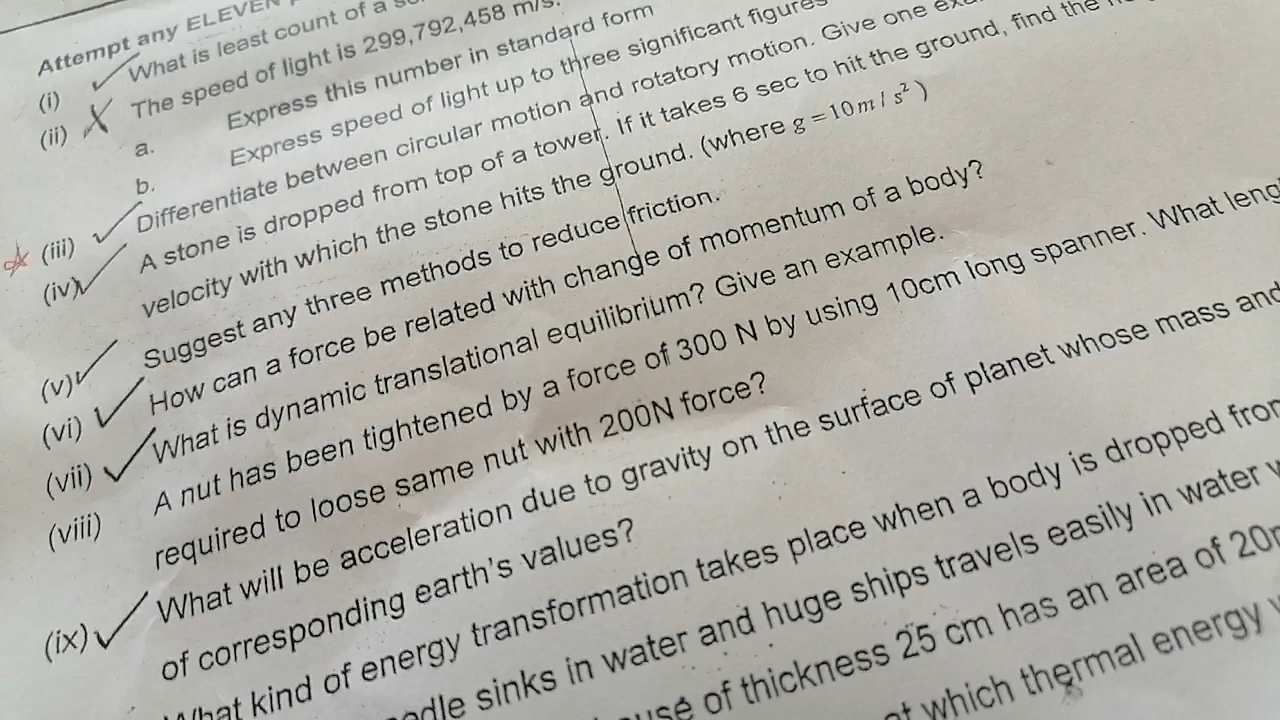 Attempt any ELEVEN
(i) What is least count of a
(ii) The speed of light is 299,792,458 m/s.
a. Express this number in standard form
b. Express speed of light up to three significant figures
(iii) Differentiate between circular motion and rotatory motion. Give one
(iv) A stone is dropped from top of a tower. If it takes 6 sec to hit the ground, find the
velocity with which the stone hits the ground. (where g = 10 m / s² )
(v) Suggest any three methods to reduce friction.
(vi) How can a force be related with change of momentum of a body?
(vii) What is dynamic translational equilibrium? Give an example.
(viii) A nut has been tightened by a force of 300 N by using 10cm long spanner. What
required to loose same nut with 200N force?
(ix) What will be acceleration due to gravity on the surface of planet whose mass and
of corresponding earth's values?
What kind of energy transformation takes place when a body is dropped
sinks in water and huge ships travels easily in water
of thickness 25 cm has an area of
which thermal energy